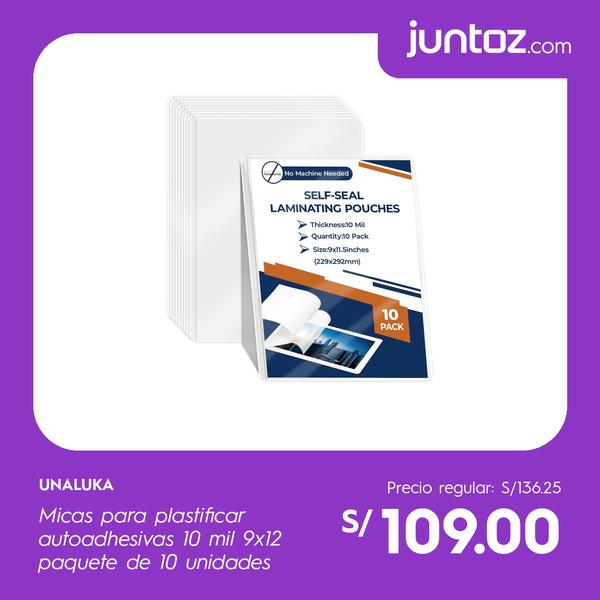 juntoz.com
No Machine Needed
SELF-SEAL
LAMINATING POUCHES
Thickness:10 Mil
Quantity:10 Pack
Size:9x11.5inches
(229x292mm)
10
PACK
UNALUKA
Micas para plastificar
autoadhesivas 10 mil 9x12
paquete de 10 unidades
Precio regular: S/136.25
S/109.00